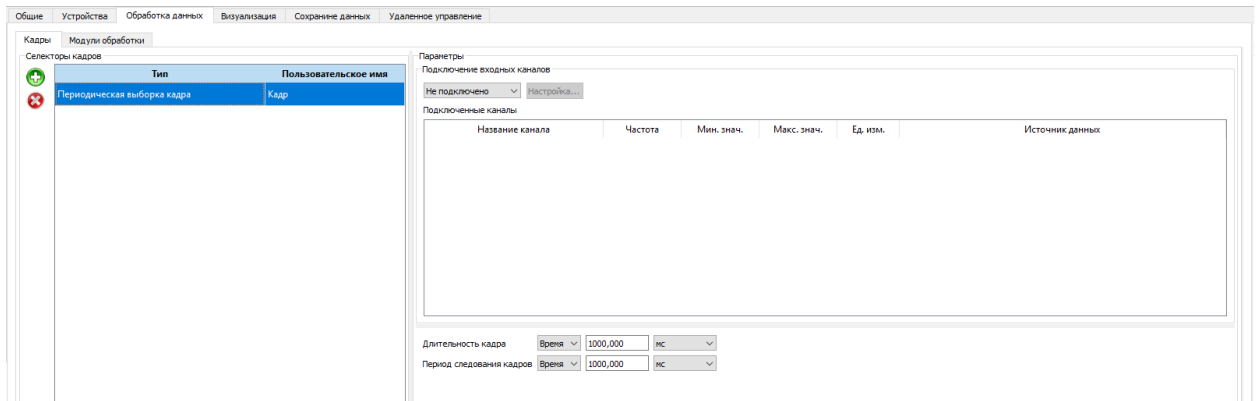 Общие Устройства Обработка данных Визуализация Сохранине данных Удаленное управление
Кадры Модули обработки
Селекторы кадров
Тип Пользовательское имя
Периодическая выборка кадра Кадр
Параметры
Подключение входных каналов
Не подключено Настройка...
Подключенные каналы
Название канала Частота Мин. знач. Макс. знач. Ед. изм. Источник данных
Длительность кадра Время 1000,000 мс
Период следования кадров Время 1000,000 мс